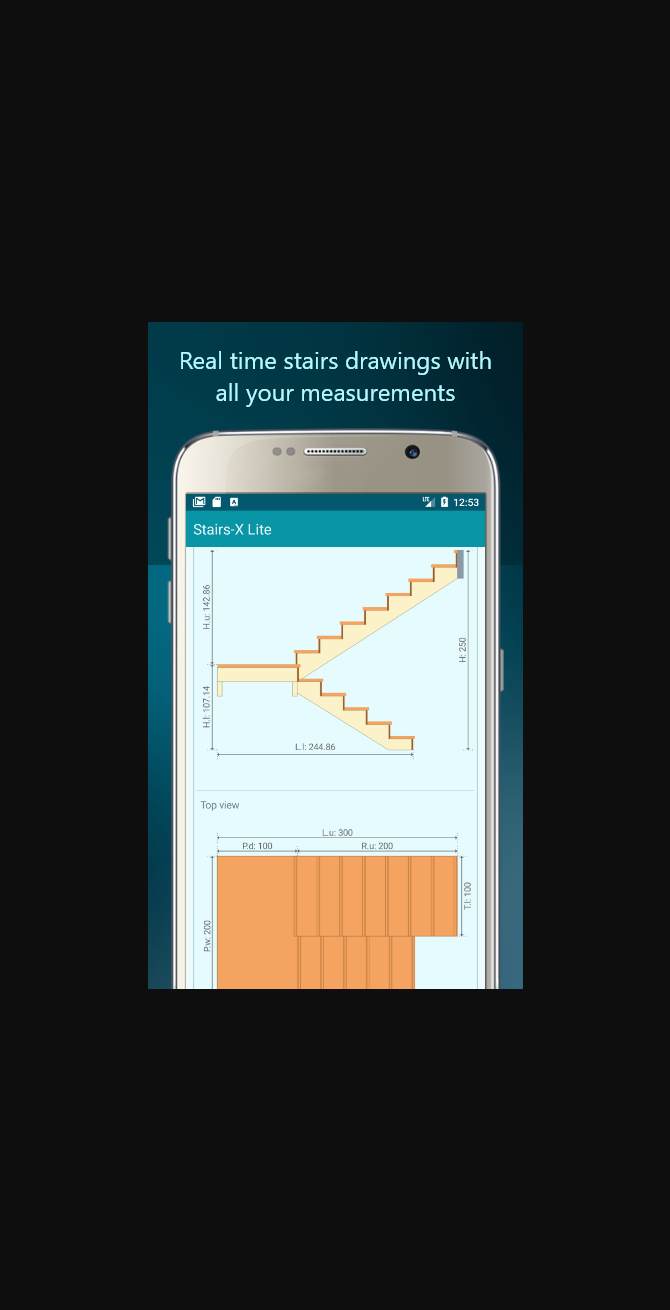 Real time stairs drawings with
all your measurements
LTE
12:53
Stairs-X Lite
H.u: 142.86
H: 250
H.l: 107.14
L.l: 244.86
Top view
L.u: 300
P.d: 100
R.u: 200
T.l: 100
P.w: 200